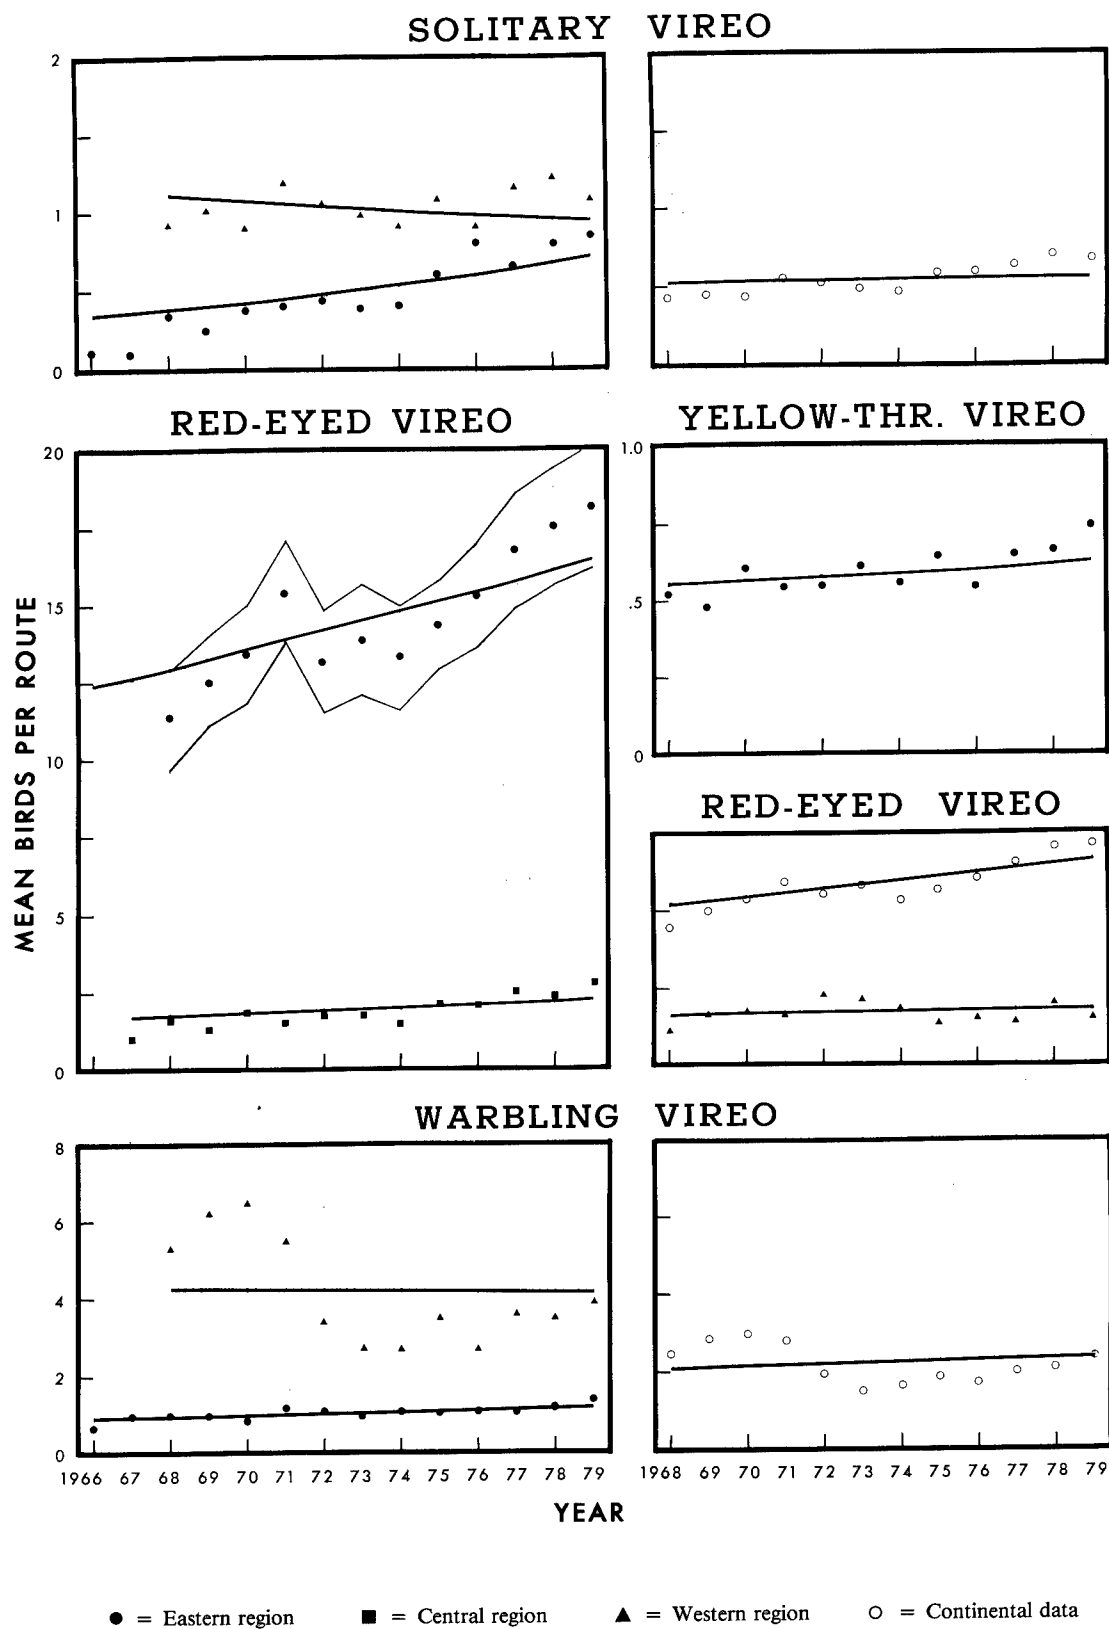 SOLITARY VIREO
2
1
0
RED-EYED VIREO
YELLOW-THR. VIREO
20
15
10
5
0
1.0
.5
0
RED-EYED VIREO
MEAN BIRDS PER ROUTE
WARBLING VIREO
8
6
4
2
0
1966 67 68 69 70 71 72 73 74 75 76 77 78 79
1968 69 70 71 72 73 74 75 76 77 78 79
YEAR
● = Eastern region ■ = Central region ▲ = Western region ○ = Continental data